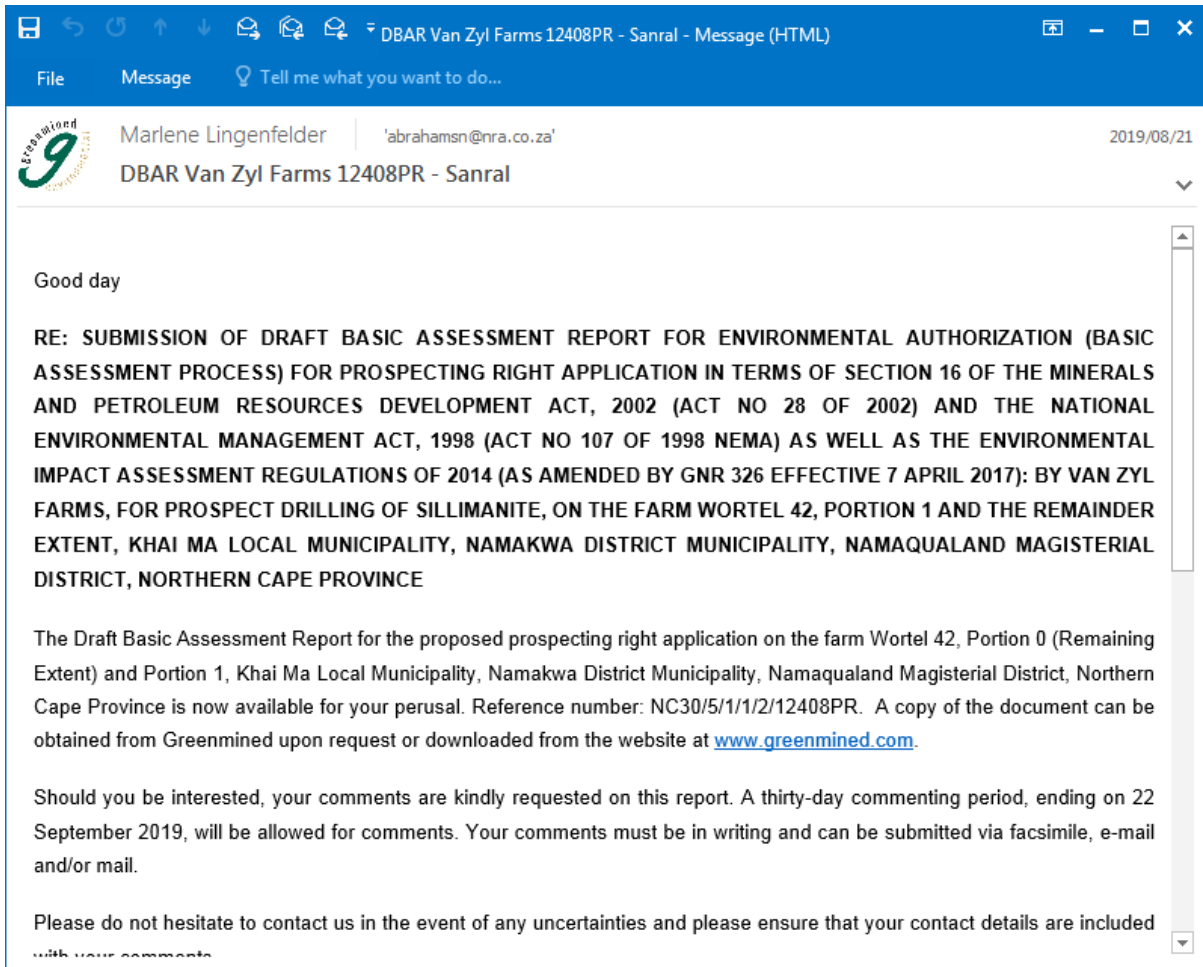 DBAR Van Zyl Farms 12408PR - Sanral - Message (HTML)
File Message Tell me what you want to do...
greenmined
g
Marlene Lingenfelder 'abrahamsn@nra.co.za' 2019/08/21
DBAR Van Zyl Farms 12408PR - Sanral
Good day
RE: SUBMISSION OF DRAFT BASIC ASSESSMENT REPORT FOR ENVIRONMENTAL AUTHORIZATION (BASIC
ASSESSMENT PROCESS) FOR PROSPECTING RIGHT APPLICATION IN TERMS OF SECTION 16 OF THE MINERALS
AND PETROLEUM RESOURCES DEVELOPMENT ACT, 2002 (ACT NO 28 OF 2002) AND THE NATIONAL
ENVIRONMENTAL MANAGEMENT ACT, 1998 (ACT NO 107 OF 1998 NEMA) AS WELL AS THE ENVIRONMENTAL
IMPACT ASSESSMENT REGULATIONS OF 2014 (AS AMENDED BY GNR 326 EFFECTIVE 7 APRIL 2017): BY VAN ZYL
FARMS, FOR PROSPECT DRILLING OF SILLIMANITE, ON THE FARM WORTEL 42, PORTION 1 AND THE REMAINDER
EXTENT, KHAI MA LOCAL MUNICIPALITY, NAMAKWA DISTRICT MUNICIPALITY, NAMAQUALAND MAGISTERIAL
DISTRICT, NORTHERN CAPE PROVINCE
The Draft Basic Assessment Report for the proposed prospecting right application on the farm Wortel 42, Portion 0 (Remaining
Extent) and Portion 1, Khai Ma Local Municipality, Namakwa District Municipality, Namaqualand Magisterial District, Northern
Cape Province is now available for your perusal. Reference number: NC30/5/1/1/2/12408PR. A copy of the document can be
obtained from Greenmined upon request or downloaded from the website at www.greenmined.com.
Should you be interested, your comments are kindly requested on this report. A thirty-day commenting period, ending on 22
September 2019, will be allowed for comments. Your comments must be in writing and can be submitted via facsimile, e-mail
and/or mail.
Please do not hesitate to contact us in the event of any uncertainties and please ensure that your contact details are included
with your comments